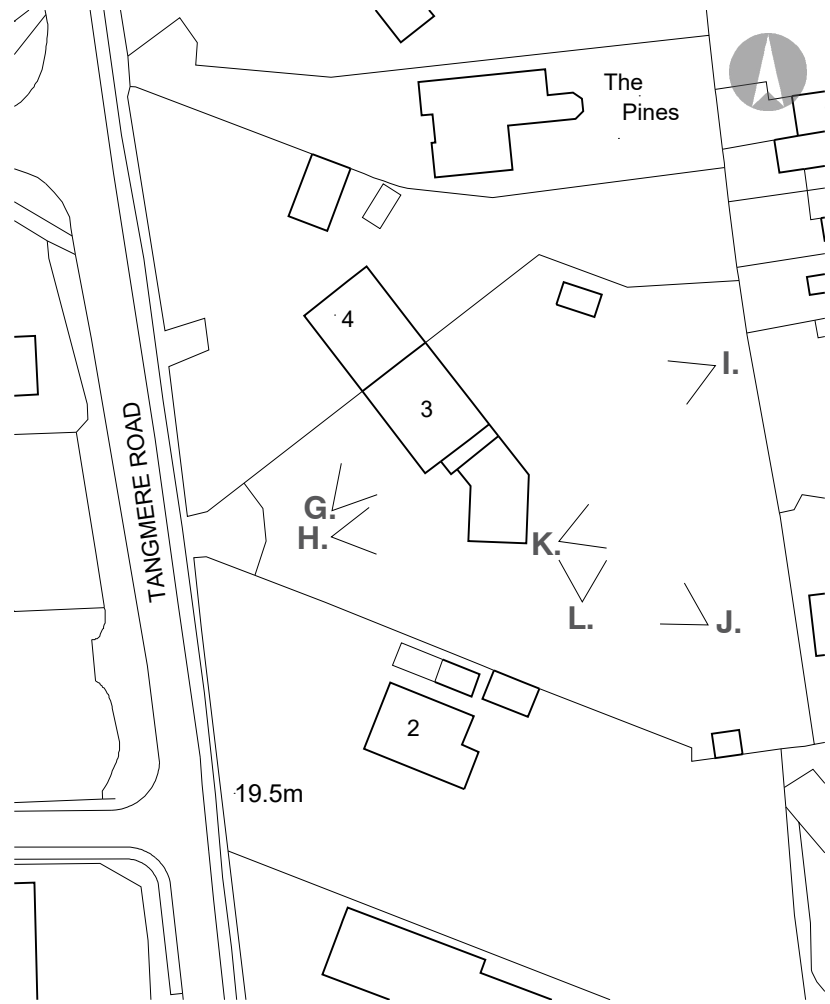 The
Pines
4
3
I.
TANGMERE ROAD
G.
H.
K.
L.
J.
2
19.5m